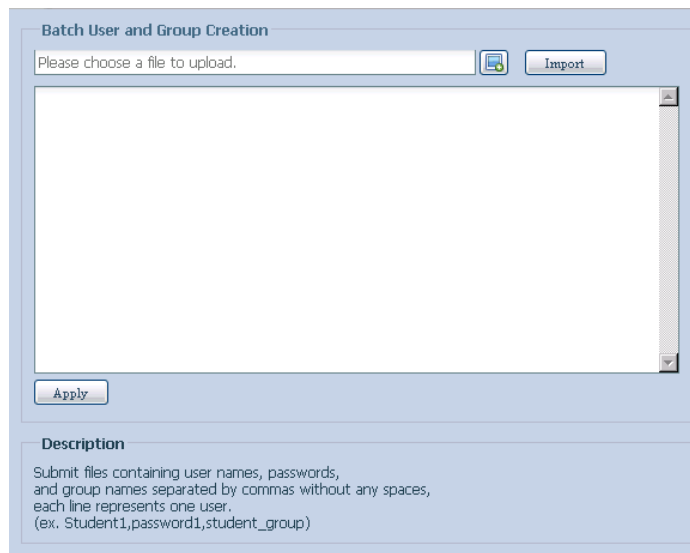 Batch User and Group Creation
Please choose a file to upload.
Import
Apply
Description
Submit files containing user names, passwords,
and group names separated by commas without any spaces,
each line represents one user.
(ex. Student1,password1,student_group)